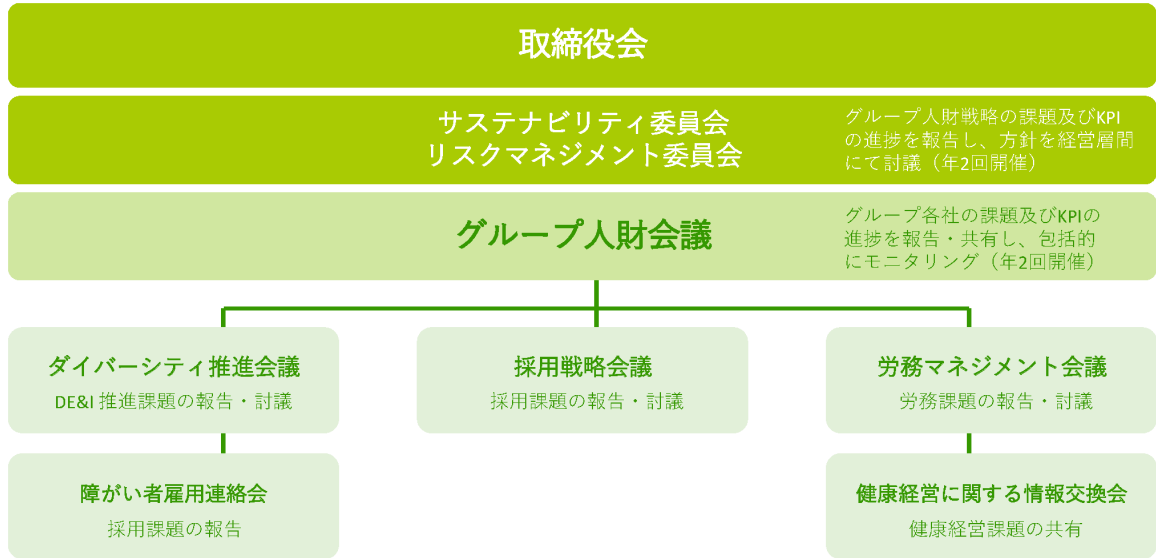 取締役会
サステナビリティ委員会
リスクマネジメント委員会
グループ人財戦略の課題及びKPI
の進捗を報告し、方針を経営層間
にて討議（年2回開催）
グループ人財会議
グループ各社の課題及びKPIの
進捗を報告・共有し、包括的
にモニタリング（年2回開催）
ダイバーシティ推進会議
DE&I 推進課題の報告・討議
採用戦略会議
採用課題の報告・討議
労務マネジメント会議
労務課題の報告・討議
障がい者雇用連絡会
採用課題の報告
健康経営に関する情報交換会
健康経営課題の共有